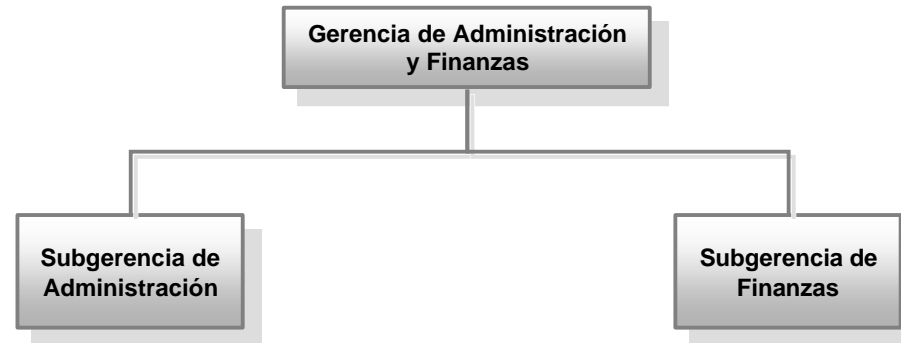 Gerencia de Administración
y Finanzas
Subgerencia de
Administración
Subgerencia de
Finanzas